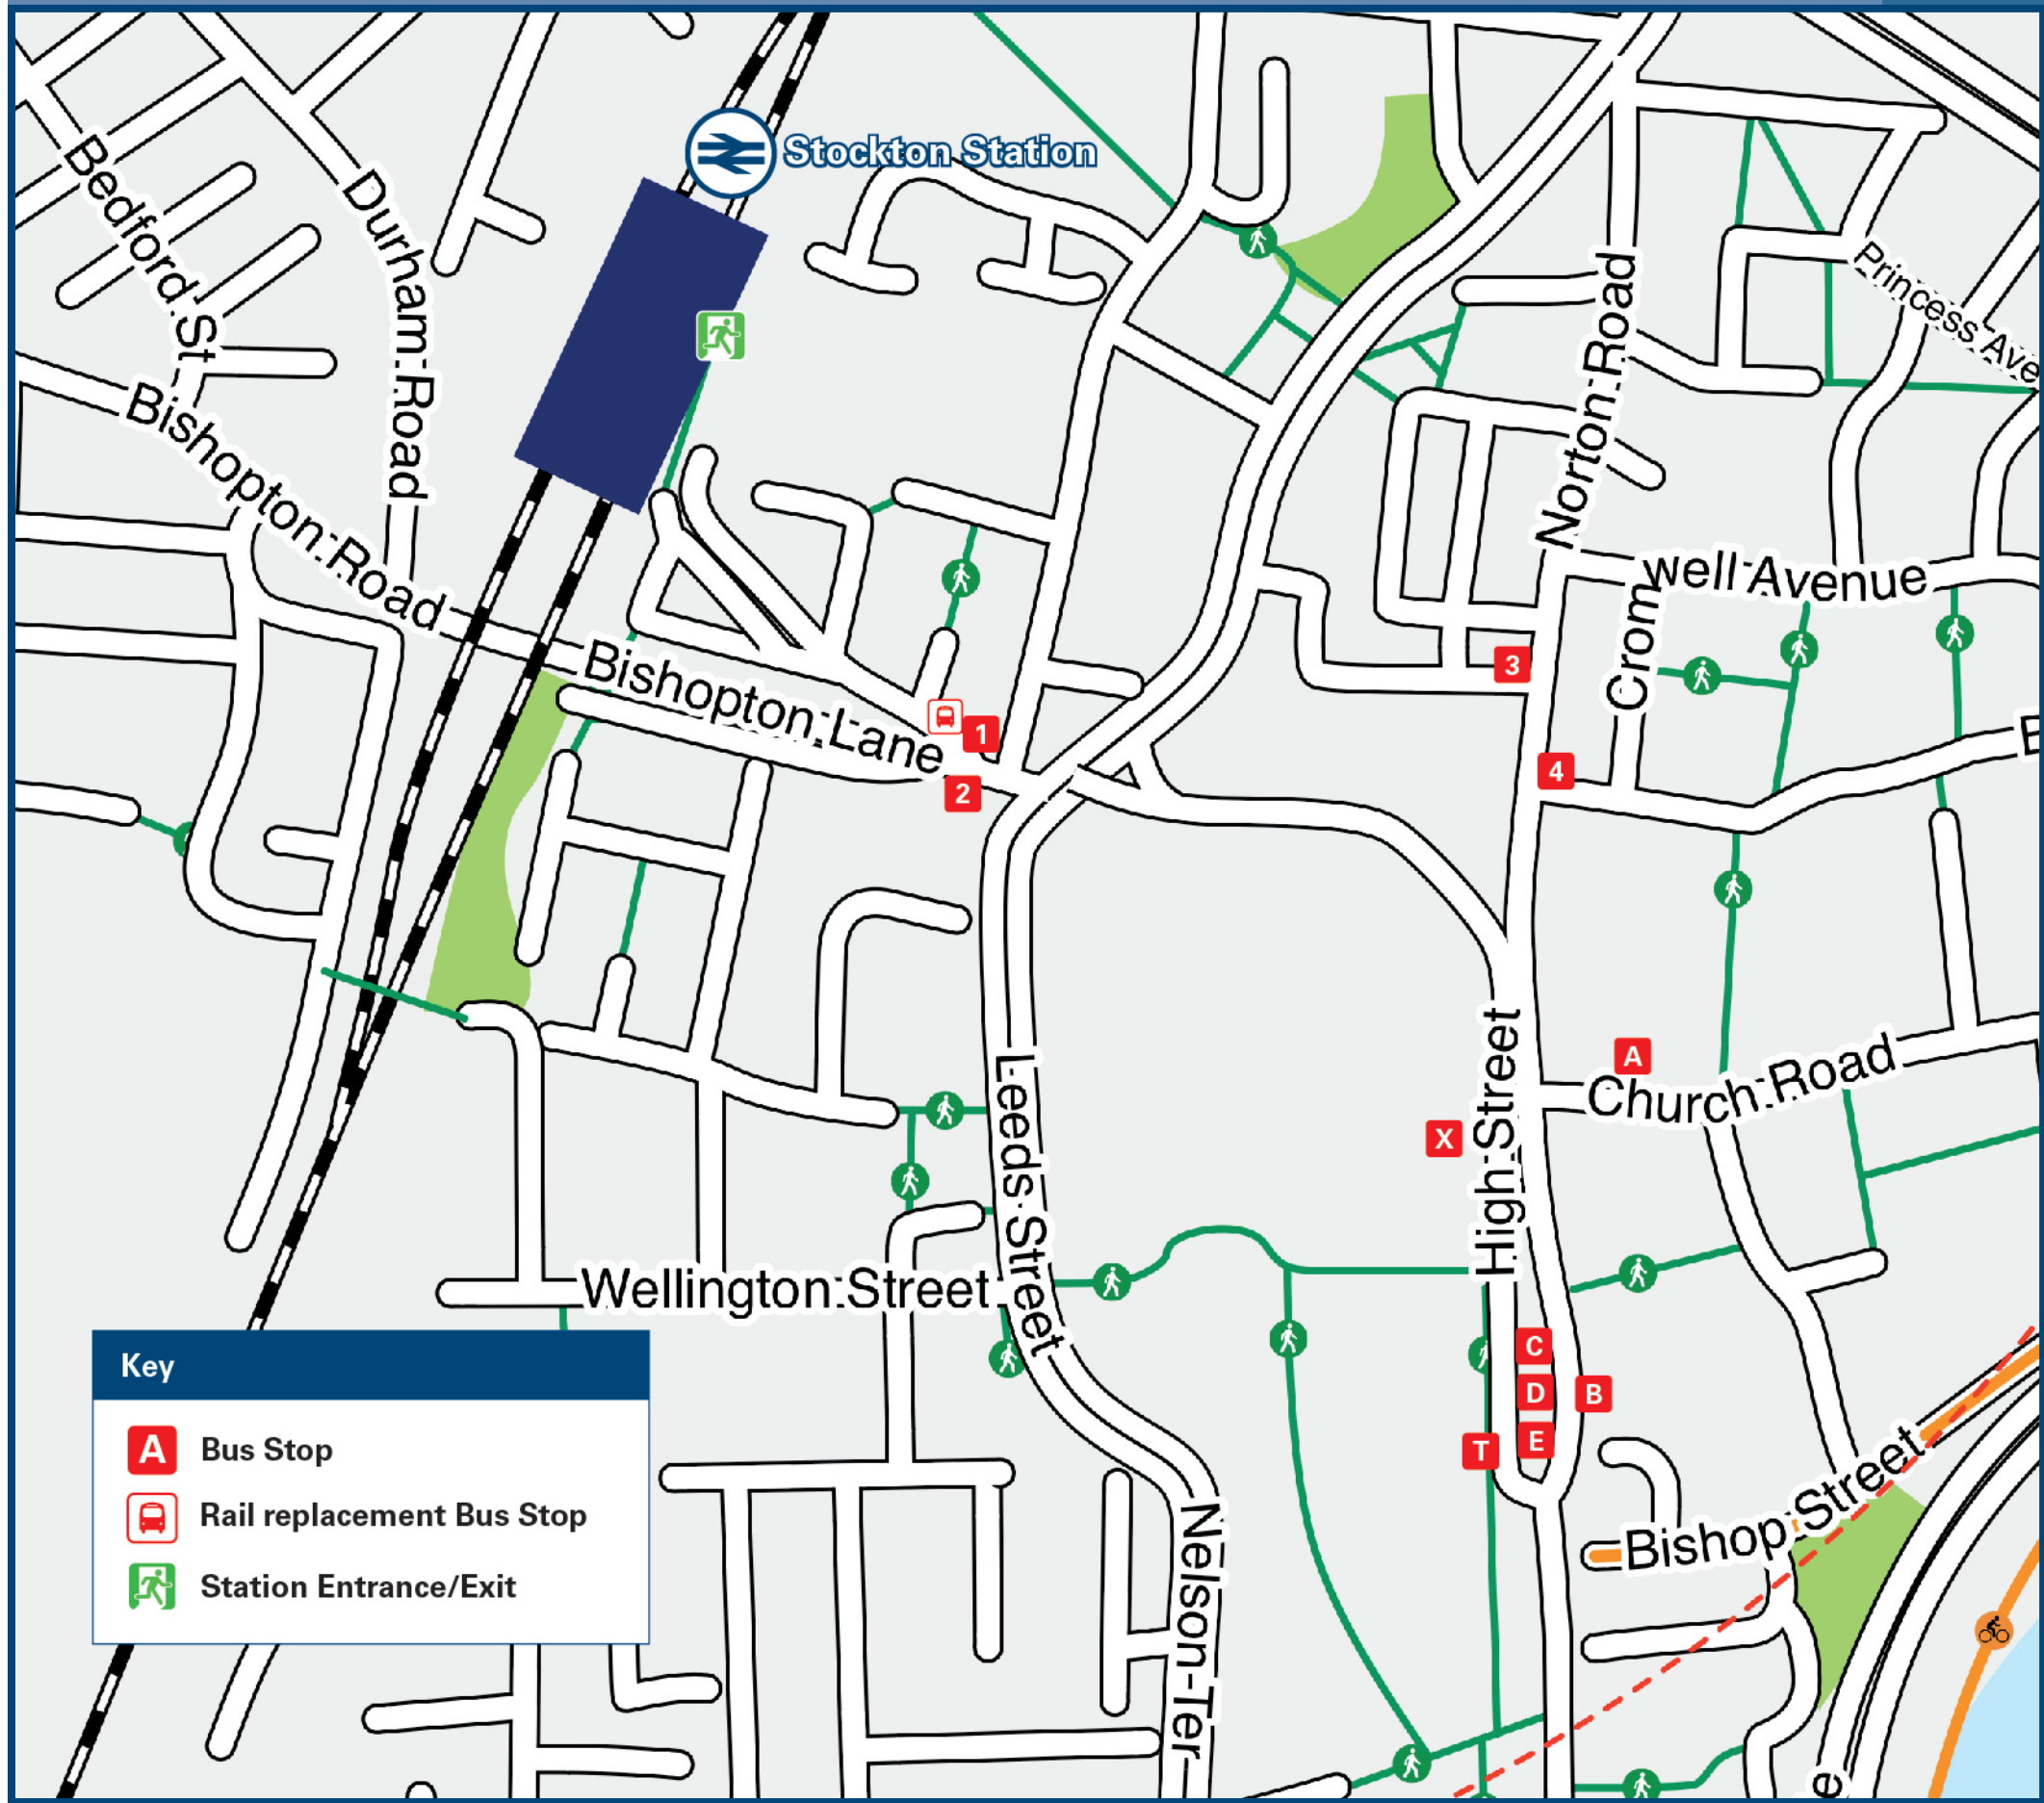 Stockton Station
Bedford St
Durham Road
Bishopton Road
Bishopton Lane
Norton Road
Princess Ave
Cromwell Avenue
3
1
2
4
A
Church Road
X
High Street
Leeds Street
Wellington Street
C
D
B
E
T
Bishop Street
Nelson Ter
Key
A Bus Stop
Rail replacement Bus Stop
Station Entrance/Exit